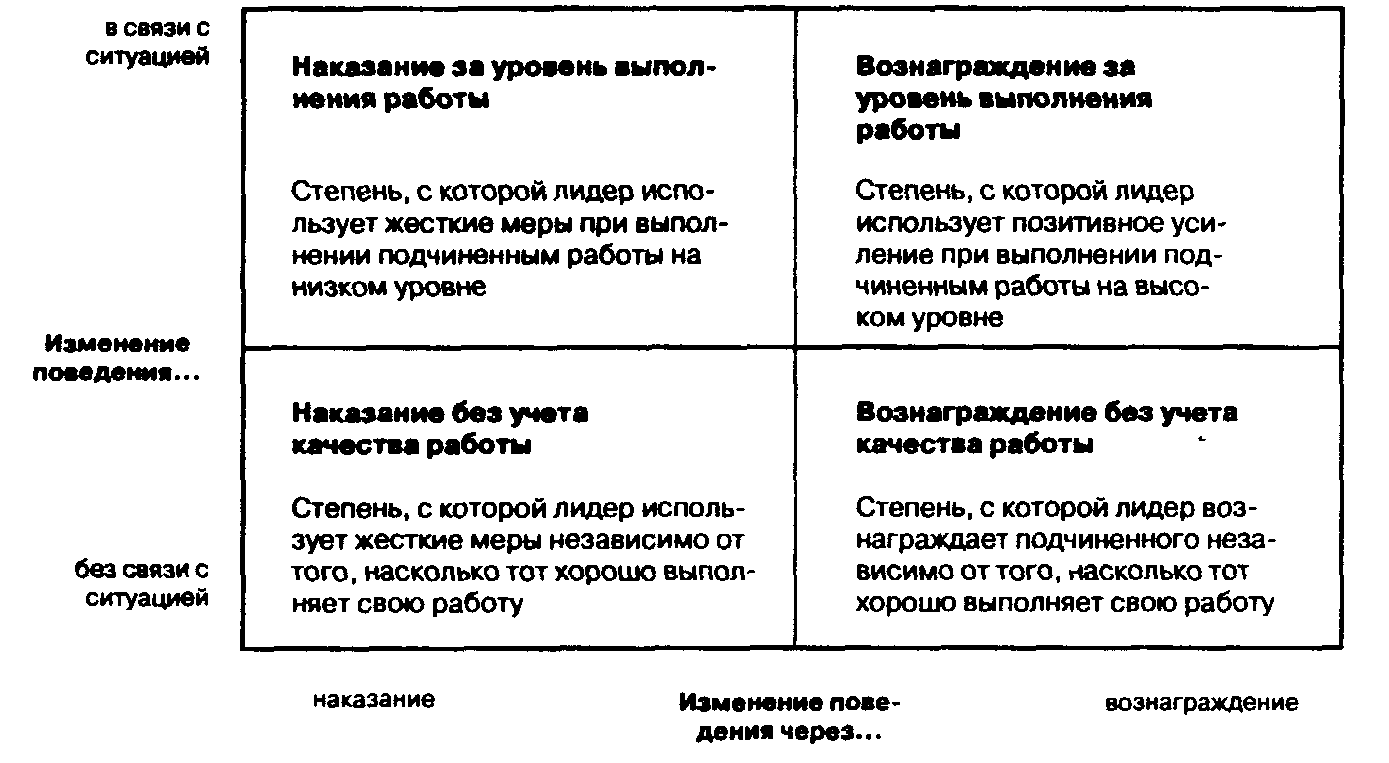 в связи с
ситуацией
Наказание за уровень выпол-
нения работы
Вознаграждение за
уровень выполнения
работы
Степень, с которой лидер испо-
льзует жесткие меры при выпол-
нении подчиненным работы на
низком уровне
Степень, с которой лидер
использует позитивное уси-
ление при выполнении под-
чиненным работы на высо-
ком уровне
Изменение
поведения...
Наказание без учета
качества работы
Вознаграждение без учета
качества работы
Степень, с которой лидер исполь-
зует жесткие меры независимо от
того, насколько тот хорошо выпол-
няет свою работу
Степень, с которой лидер воз-
награждает подчиненного неза-
висимо от того, насколько тот
хорошо выполняет свою работу
без связи с
ситуацией
наказание
Изменение пове-
дения через...
вознаграждение